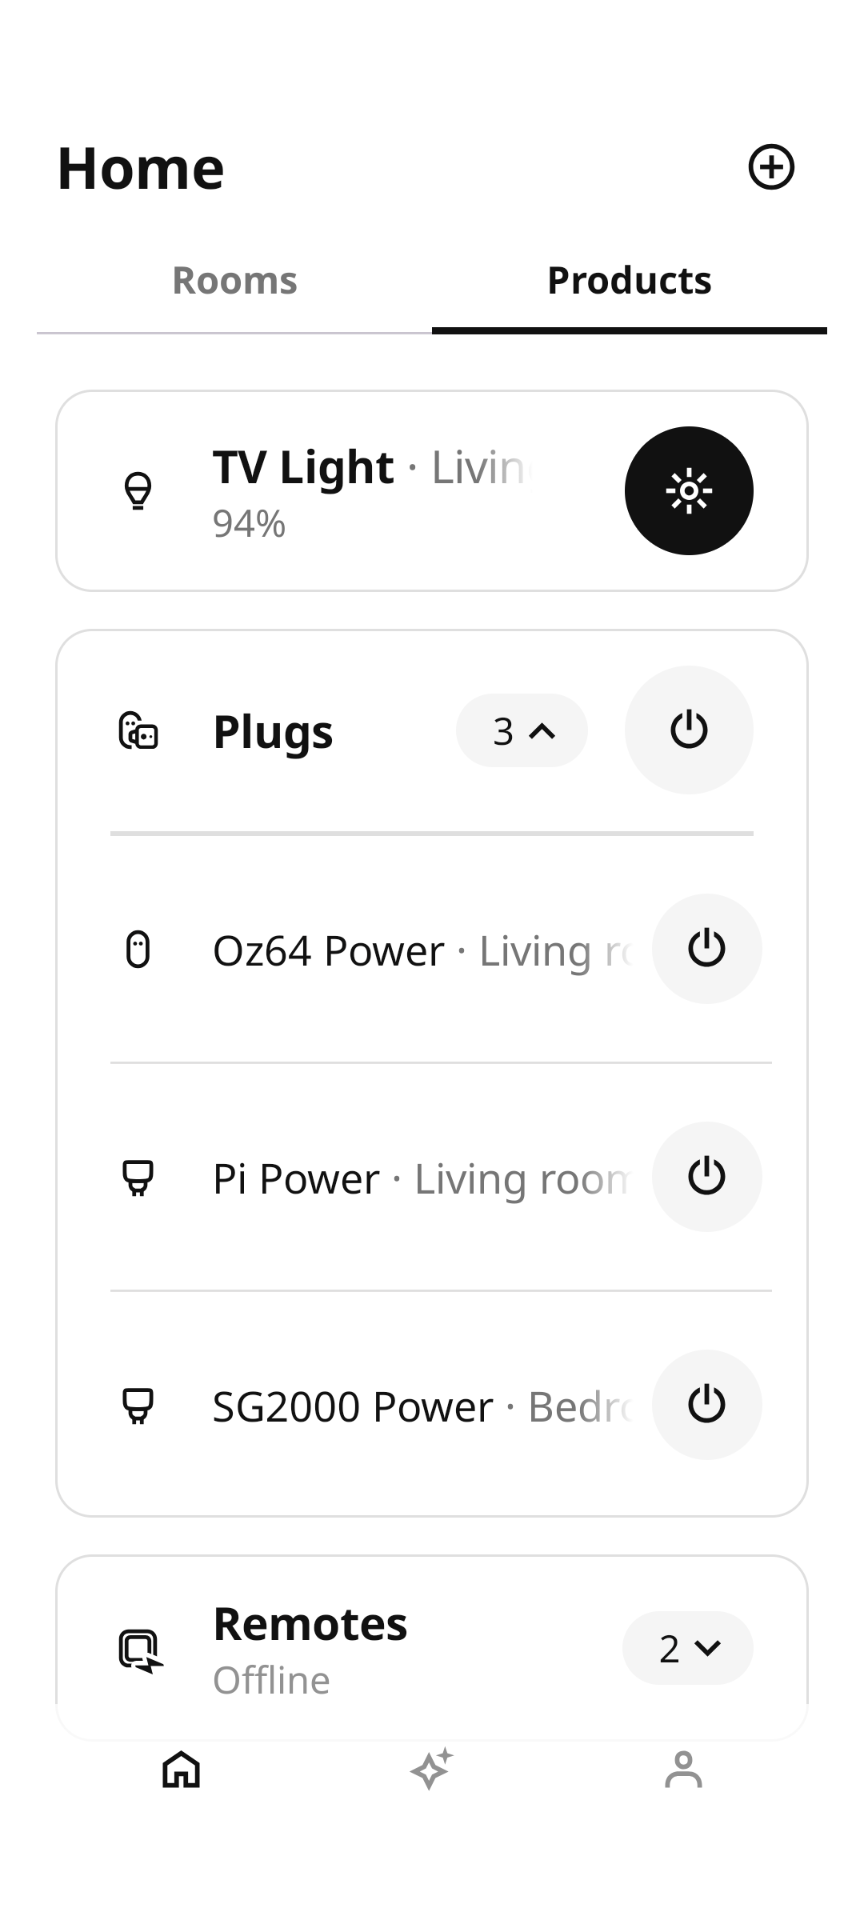 Home
Rooms Products
TV Light · Livin
94%
Plugs 3
Oz64 Power · Living
Pi Power · Living room
SG2000 Power · Bedro
Remotes 2
Offline